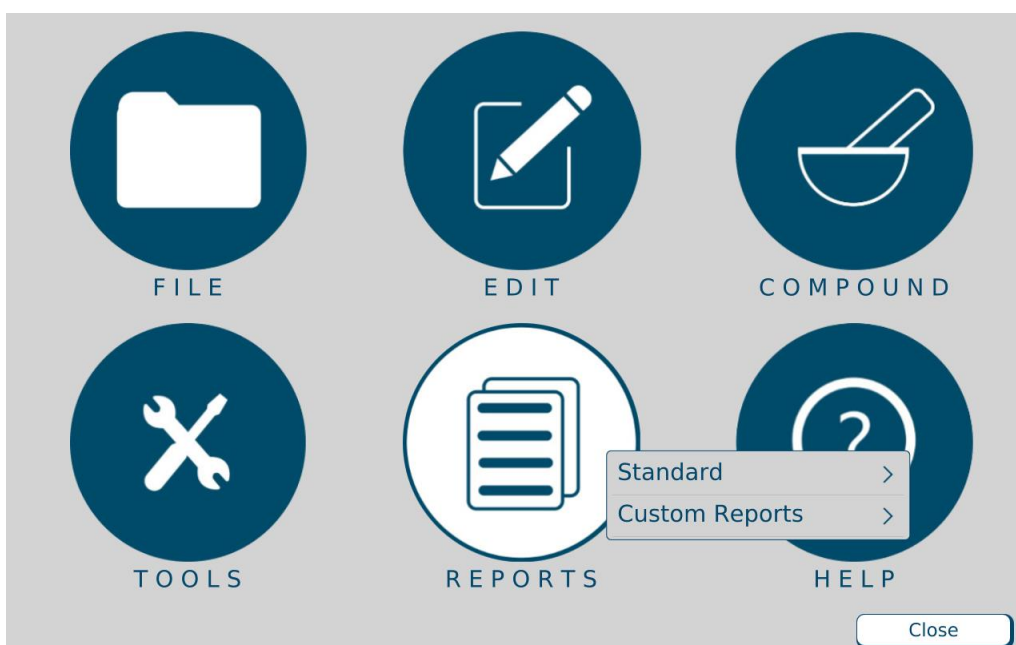 FILE
EDIT
COMPOUND
?
Standard
Custom Reports
TOOLS
REPORTS
HELP
Close